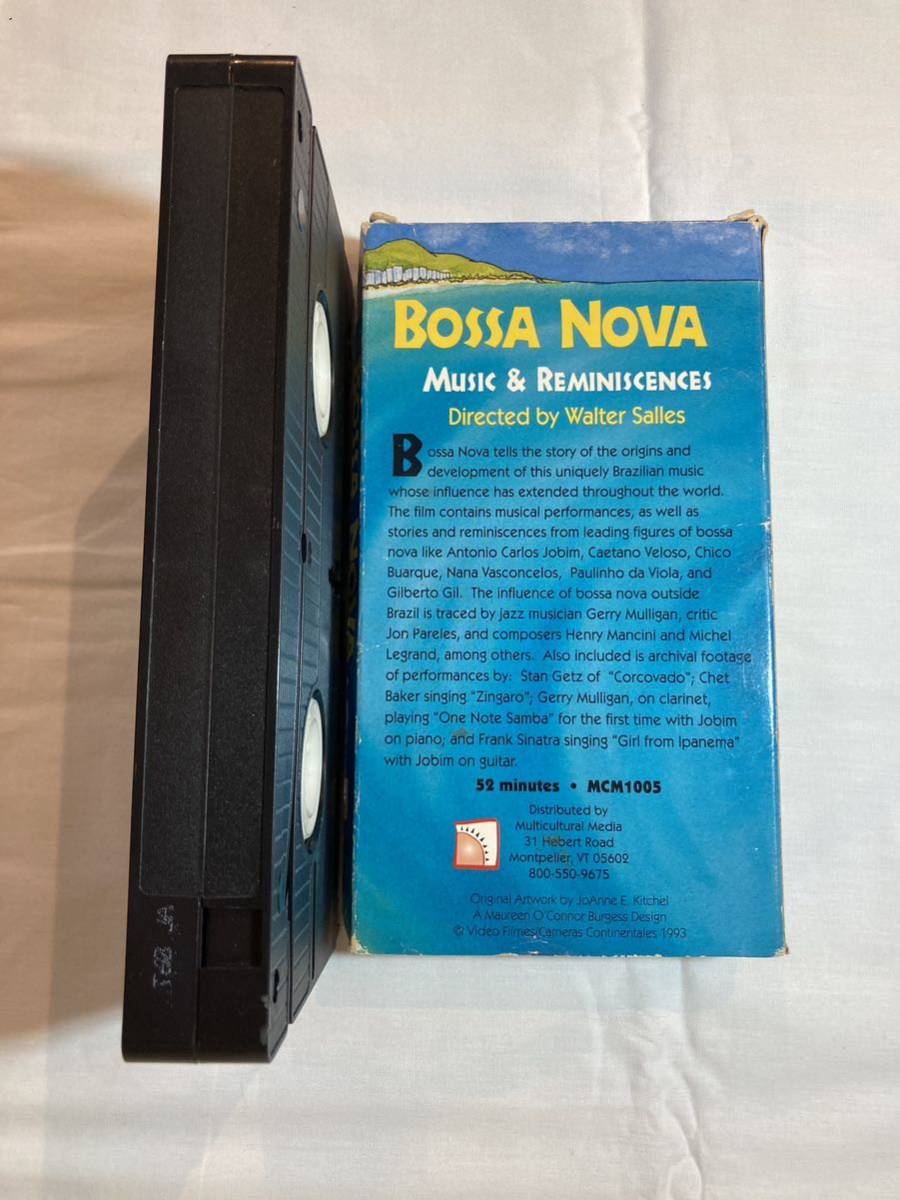 BOSSA NOVA
MUSIC & REMINISCENCES
Directed by Walter Salles
Bossa Nova tells the story of the origins and
development of this uniquely Brazilian music
whose influence has extended throughout the world.
The film contains musical performances, as well as
stories and reminiscences from leading figures of bossa
nova like Antonio Carlos Jobim, Caetano Veloso, Chico
Buarque, Nana Vasconcelos, Paulinho da Viola, and
Gilberto Gil. The influence of bossa nova outside
Brazil is traced by jazz musician Gerry Mulligan, critic
Jon Pareles, and composers Henry Mancini and Michel
Legrand, among others. Also included is archival footage
of performances by: Stan Getz of "Corcovado"; Chet
Baker singing "Zingaro"; Gerry Mulligan, on clarinet,
playing "One Note Samba" for the first time with Jobim
on piano; and Frank Sinatra singing "Girl from Ipanema"
with Jobim on guitar.
52 minutes • MCM1005
Distributed by
Multicultural Media
31 Hebert Road
Montpelier, VT 05602
800-550-9675
Original Artwork by JoAnne E. Kitchel
A Maureen O'Connor Burgess Design
© Video Filmes/Cameras Continentales 1993